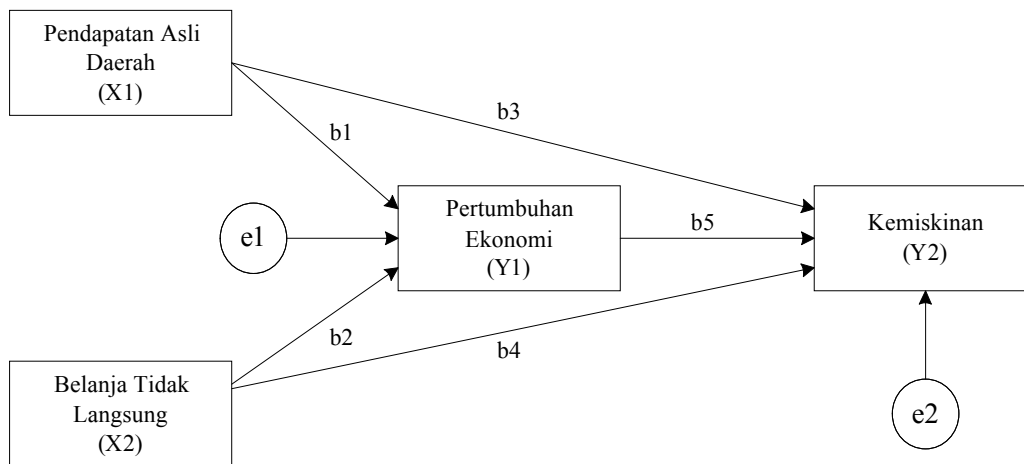 Pendapatan Asli
Daerah
(X1)
b3
b1
e1
Pertumbuhan
Ekonomi
(Y1)
b5
Kemiskinan
(Y2)
b2
b4
Belanja Tidak
Langsung
(X2)
e2